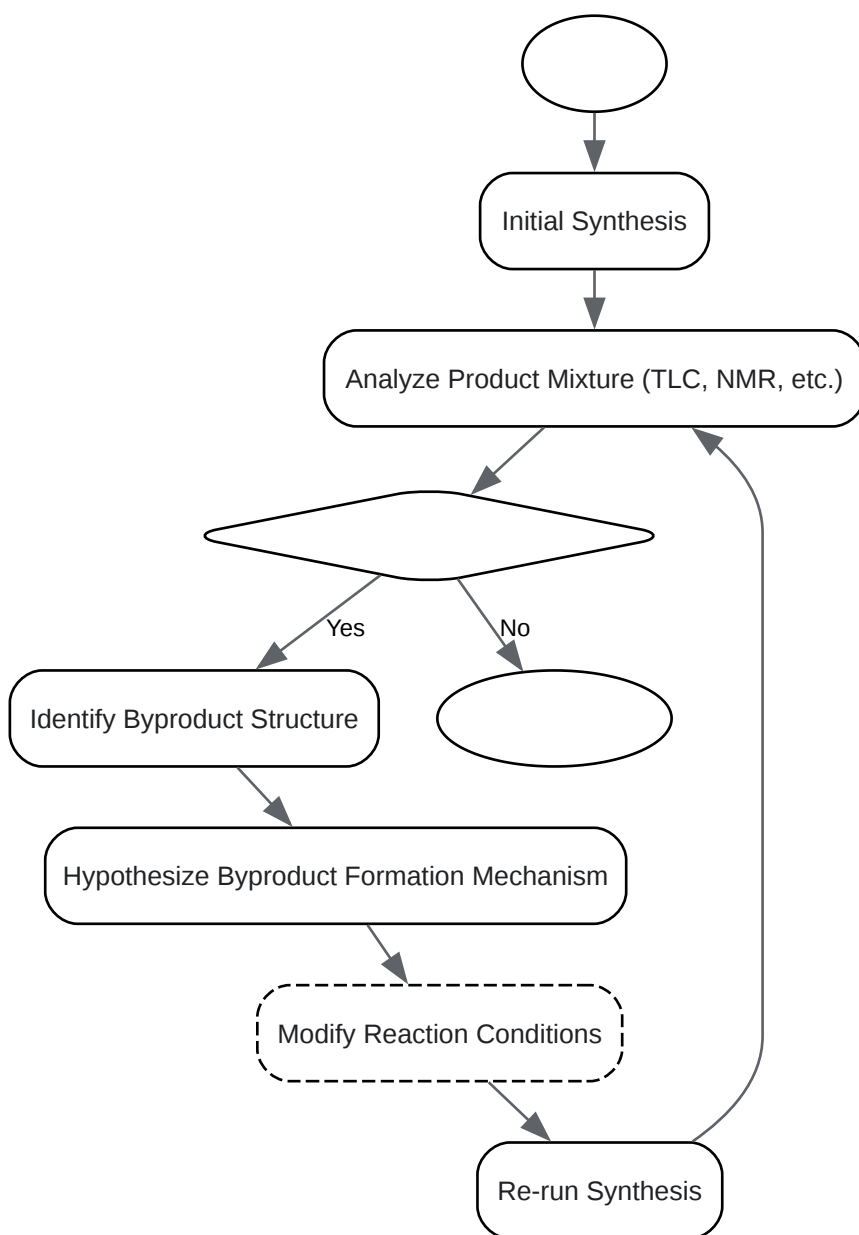 Initial Synthesis
Analyze Product Mixture (TLC, NMR, etc.)
Yes
No
Identify Byproduct Structure
Hypothesize Byproduct Formation Mechanism
Modify Reaction Conditions
Re-run Synthesis